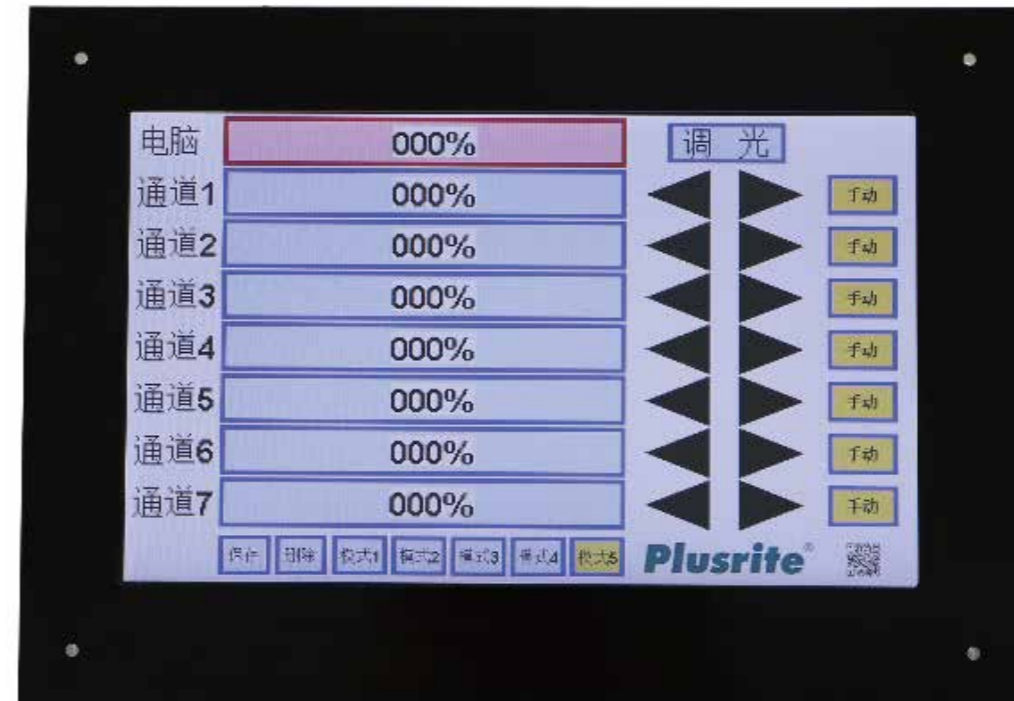 电脑 000% 调 光
通道1 000% 手动
通道2 000% 手动
通道3 000% 手动
通道4 000% 手动
通道5 000% 手动
通道6 000% 手动
通道7 000% 手动
保存 删除 模式1 模式2 模式3 模式4 模式5 Plusrite®